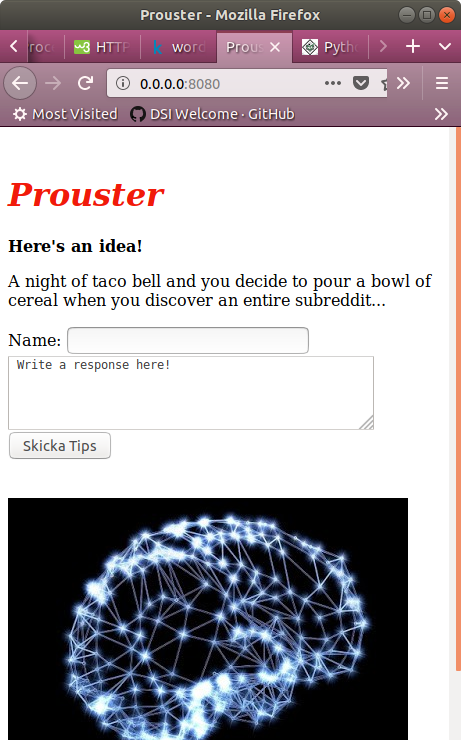 Prouster - Mozilla Firefox
HTTP
word
Prous
Pytho
0.0.0.0:8080
Most Visited
DSI Welcome · GitHub
Prouster
Here's an idea!
A night of taco bell and you decide to pour a bowl of
cereal when you discover an entire subreddit...
Name:
Write a response here!
Skicka Tips